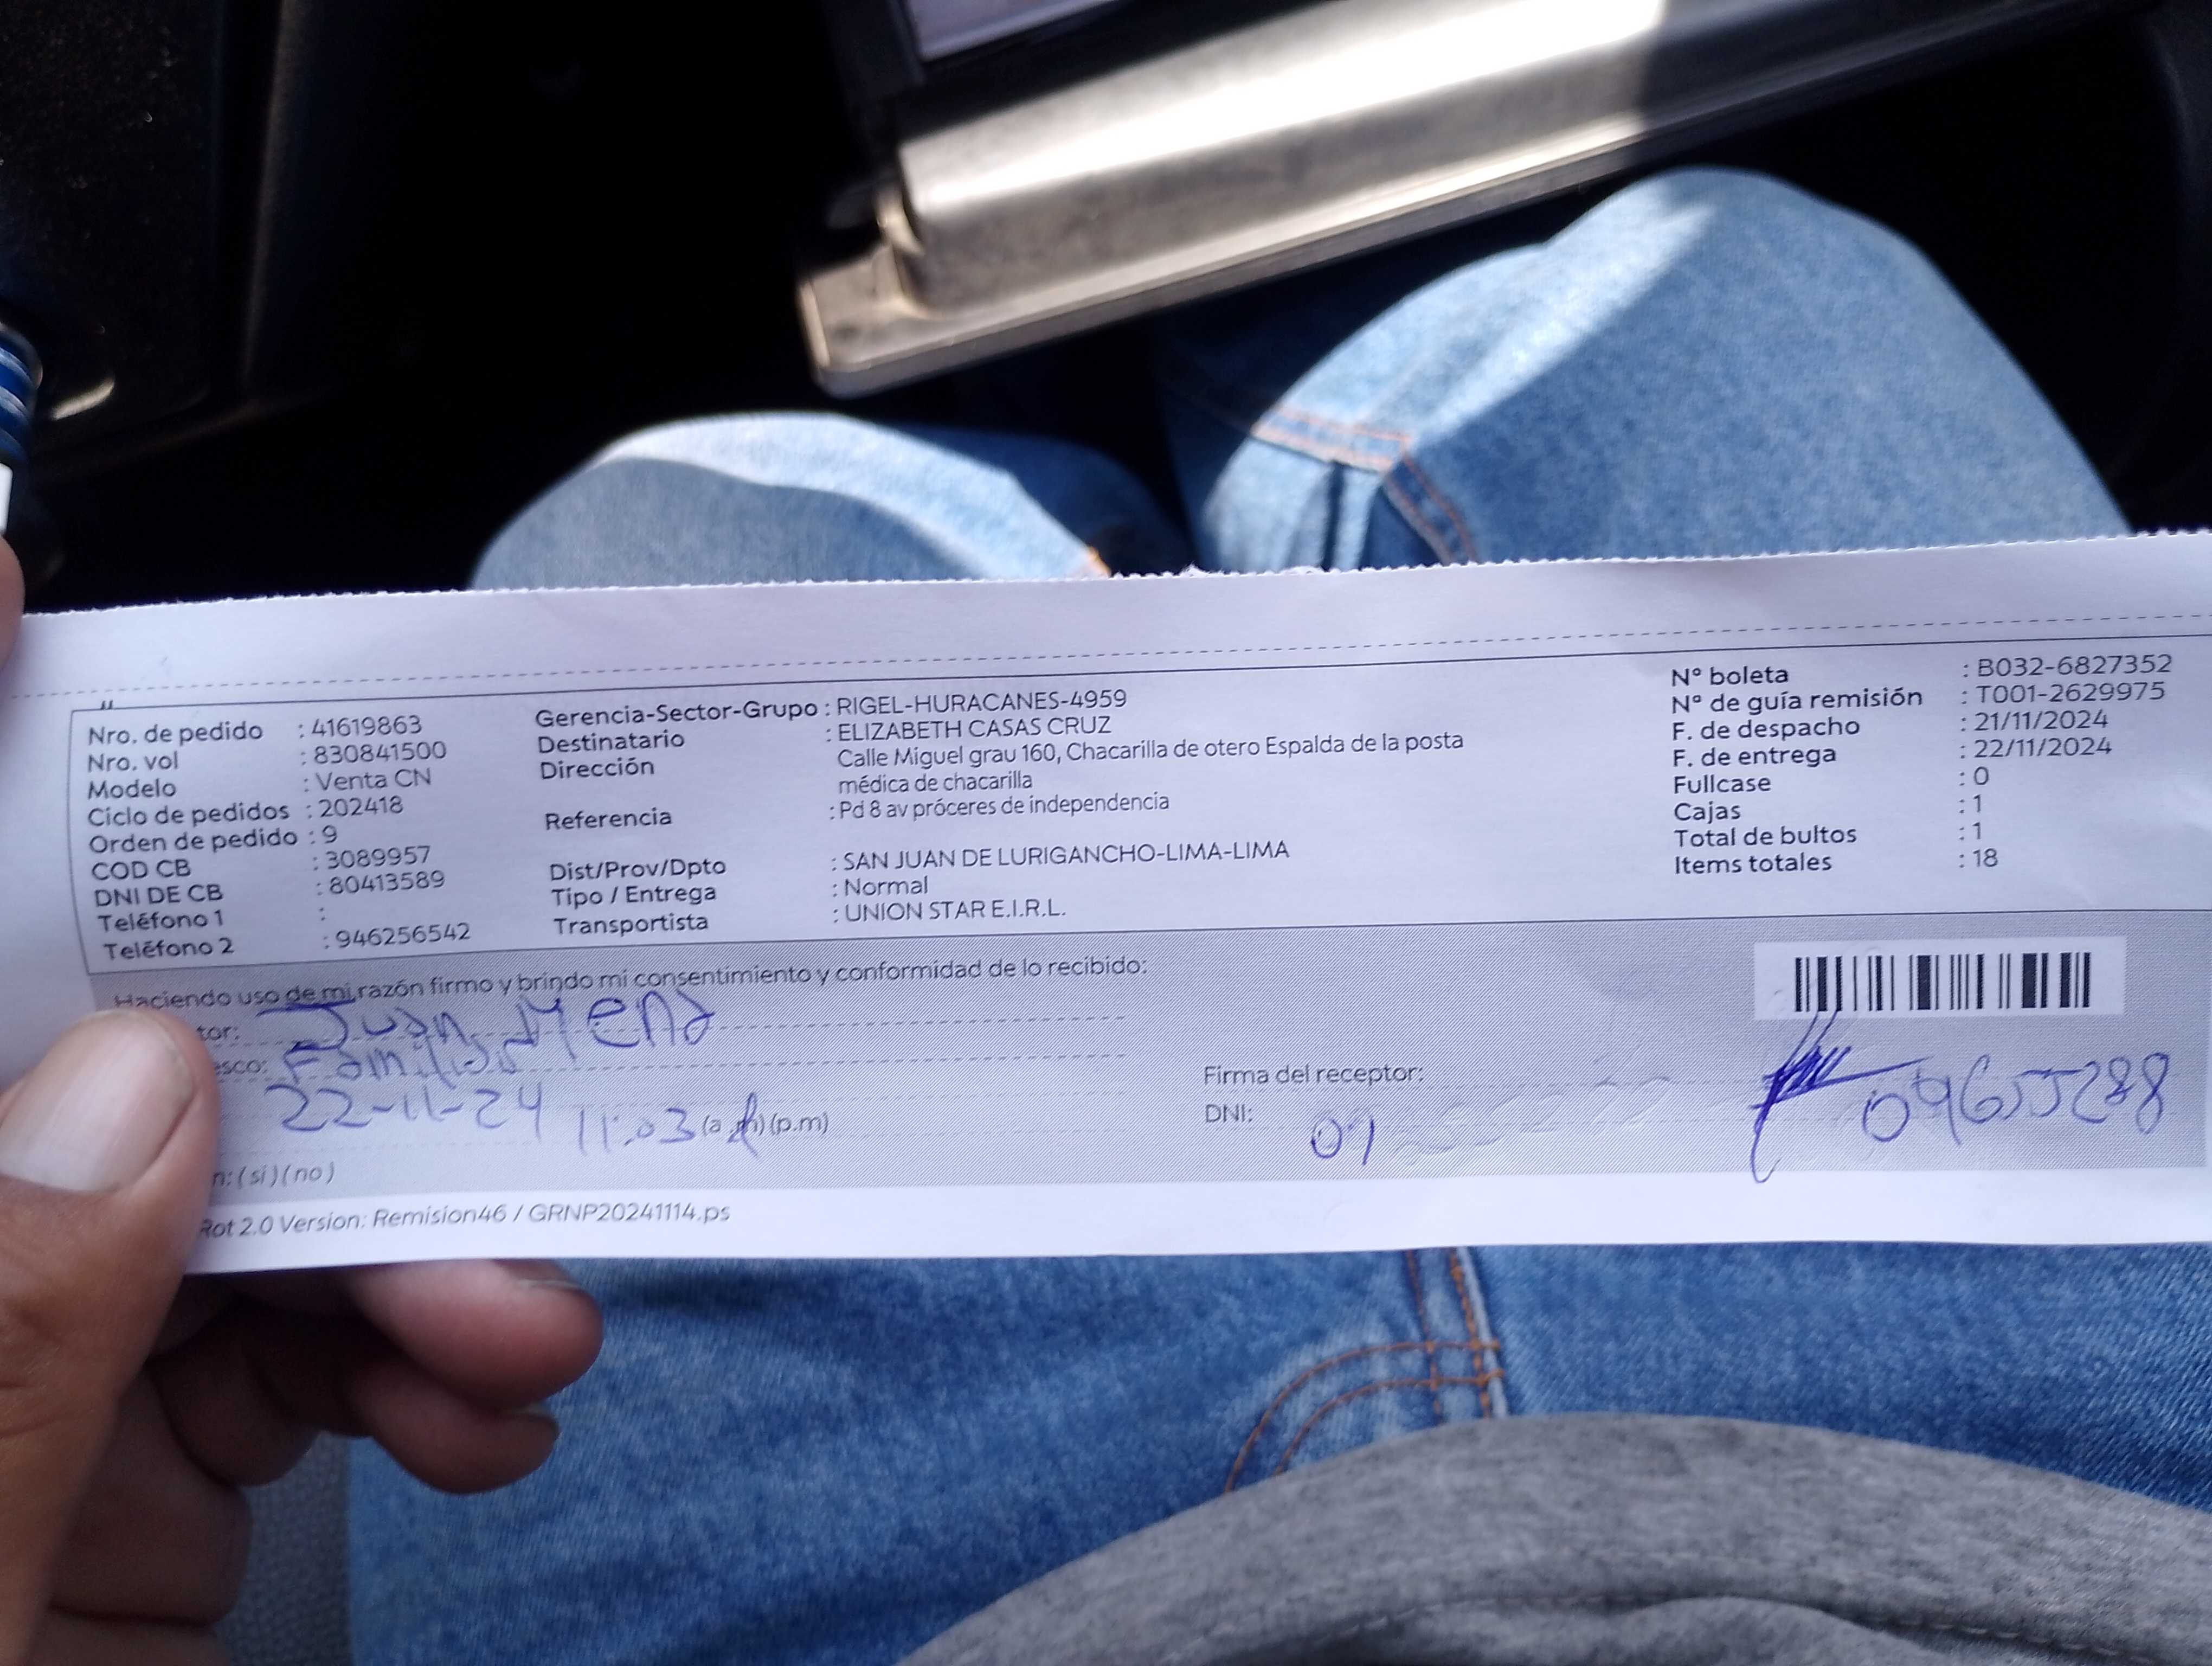 Nro. de pedido : 41619863
Nro. vol : 830841500
Modelo : Venta CN
Ciclo de pedidos : 202418
Orden de pedido : 9
COD CB : 3089957
DNI DE CB : 80413589
Teléfono 1 :
Teléfono 2 : 946256542
Gerencia-Sector-Grupo : RIGEL-HURACANES-4959
Destinatario : ELIZABETH CASAS CRUZ
Dirección Calle Miguel grau 160, Chacarilla de otero Espalda de la posta
médica de chacarilla
Referencia : Pd 8 av próceres de independencia
Dist/Prov/Dpto : SAN JUAN DE LURIGANCHO-LIMA-LIMA
Tipo / Entrega : Normal
Transportista : UNION STAR E.I.R.L.
N° boleta : B032-6827352
N° de guía remisión : T001-2629975
F. de despacho : 21/11/2024
F. de entrega : 22/11/2024
Fullcase : 0
Cajas : 1
Total de bultos : 1
Items totales : 18
Haciendo uso de mi razón firmo y brindo mi consentimiento y conformidad de lo recibido:
tor: Juan Mena
esco: Familiar
22-11-24 11:03 (a.m) (p.m)
n: (si) (no)
Firma del receptor:
DNI: 09 09655288
Rot 2.0 Version: Remision46 / GRNP20241114.ps